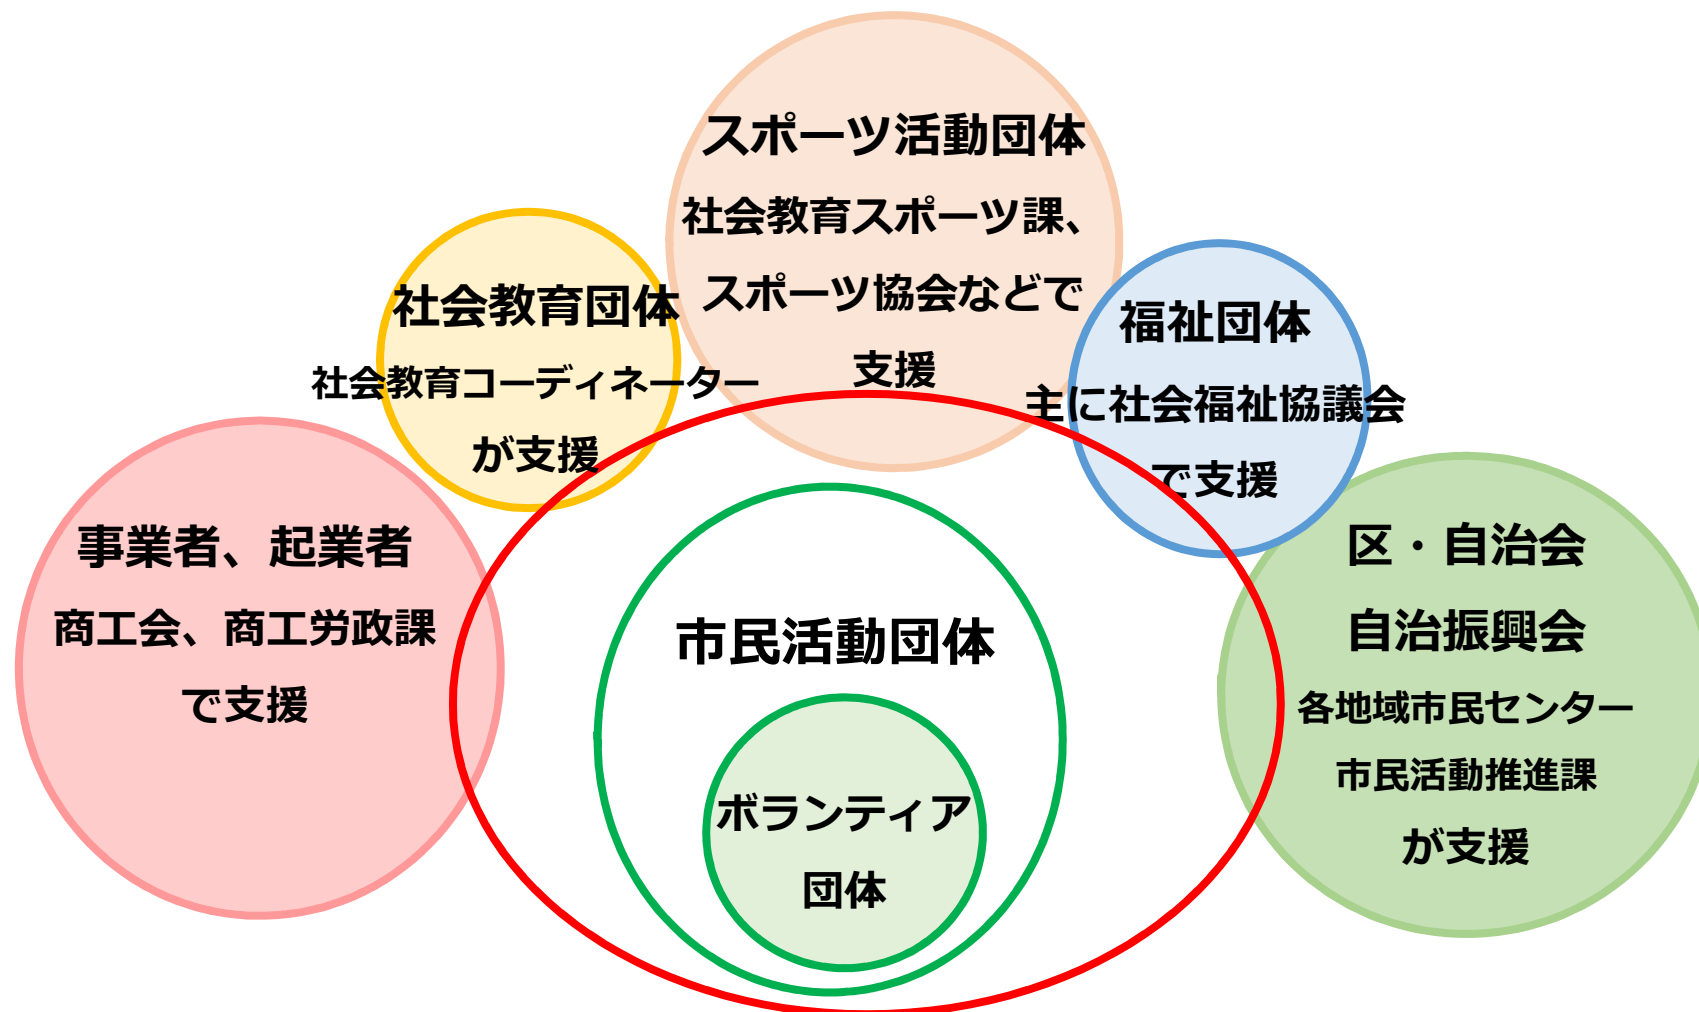 スポーツ活動団体
社会教育スポーツ課、
スポーツ協会などで
支援
社会教育団体
社会教育コーディネーター
が支援
福祉団体
主に社会福祉協議会
で支援
事業者、起業者
商工会、商工労政課
で支援
区・自治会
自治振興会
各地域市民センター
市民活動推進課
が支援
市民活動団体
ボランティア
団体